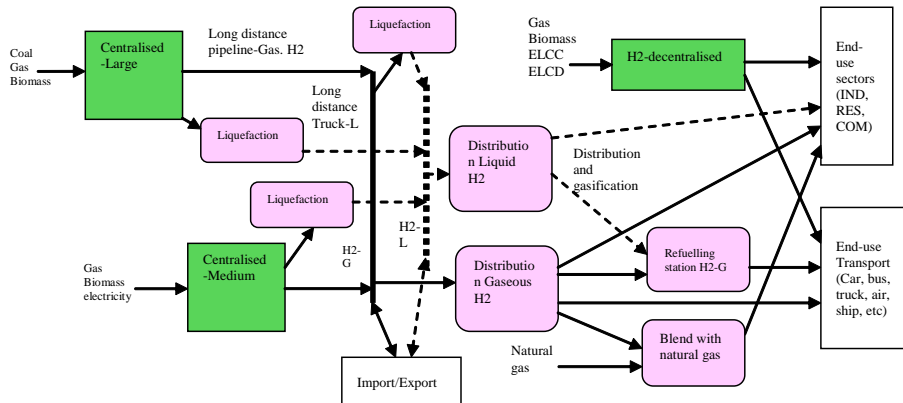 Coal
Gas
Biomass
Centralised
-Large
Long distance
pipeline-Gas. H2
Liquefaction
Long
distance
Truck-L
Liquefaction
Liquefaction
Gas
Biomass
electricity
Centralised
-Medium
H2-
G
H2-
L
Import/Export
Distributio
n Liquid
H2
Distribution
and
gasification
Distributio
n Gaseous
H2
Natural
gas
Refuelling
station H2-G
Blend with
natural gas
Gas
Biomass
ELCC
ELCD
H2-decentralised
End-
use
sectors
(IND,
RES,
COM)
End-use
Transport
(Car, bus,
truck, air,
ship, etc)